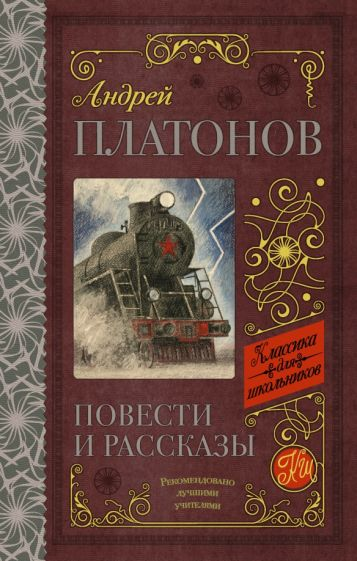 Андрей
ПЛАТОНОВ
Классика
для
школьников
ПОВЕСТИ
И РАССКАЗЫ
КШ
Рекомендовано
лучшими
учителями